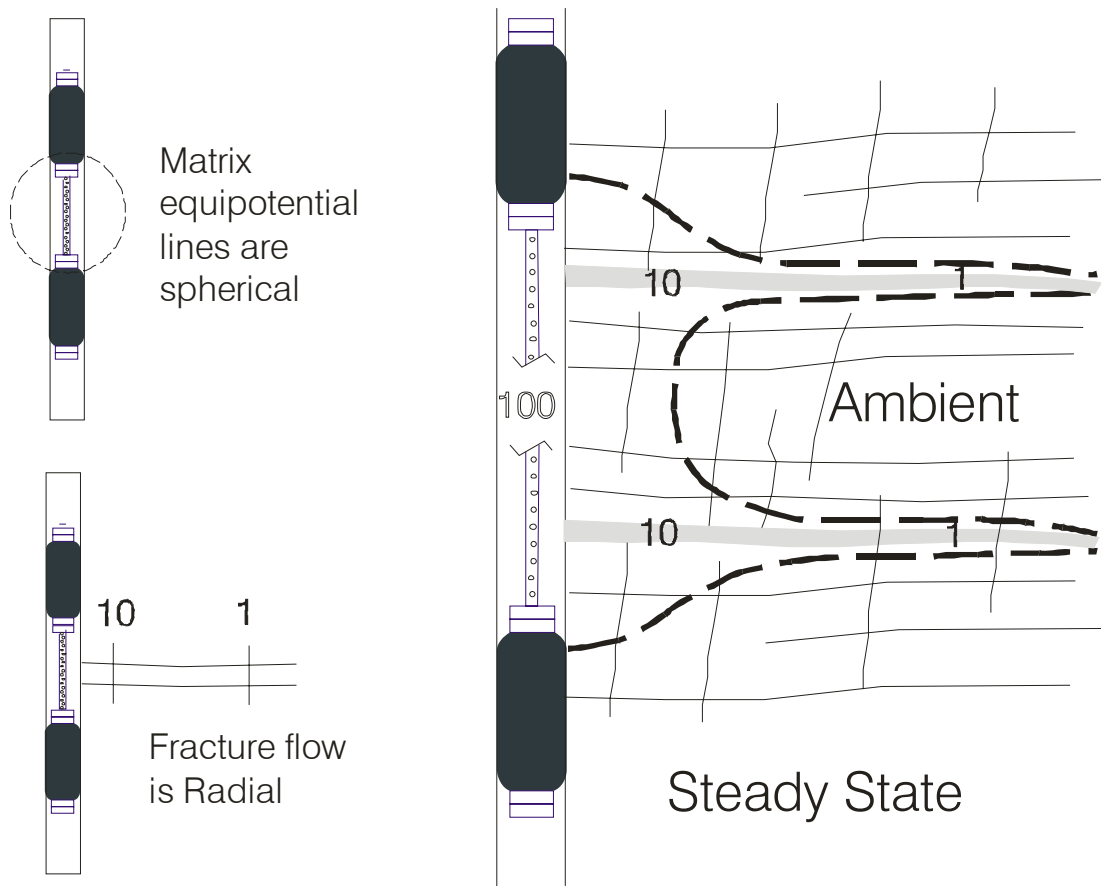 Matrix
equipotential
lines are
spherical
10
1
Fracture flow
is Radial
10
1
100
Ambient
10
1
Steady State